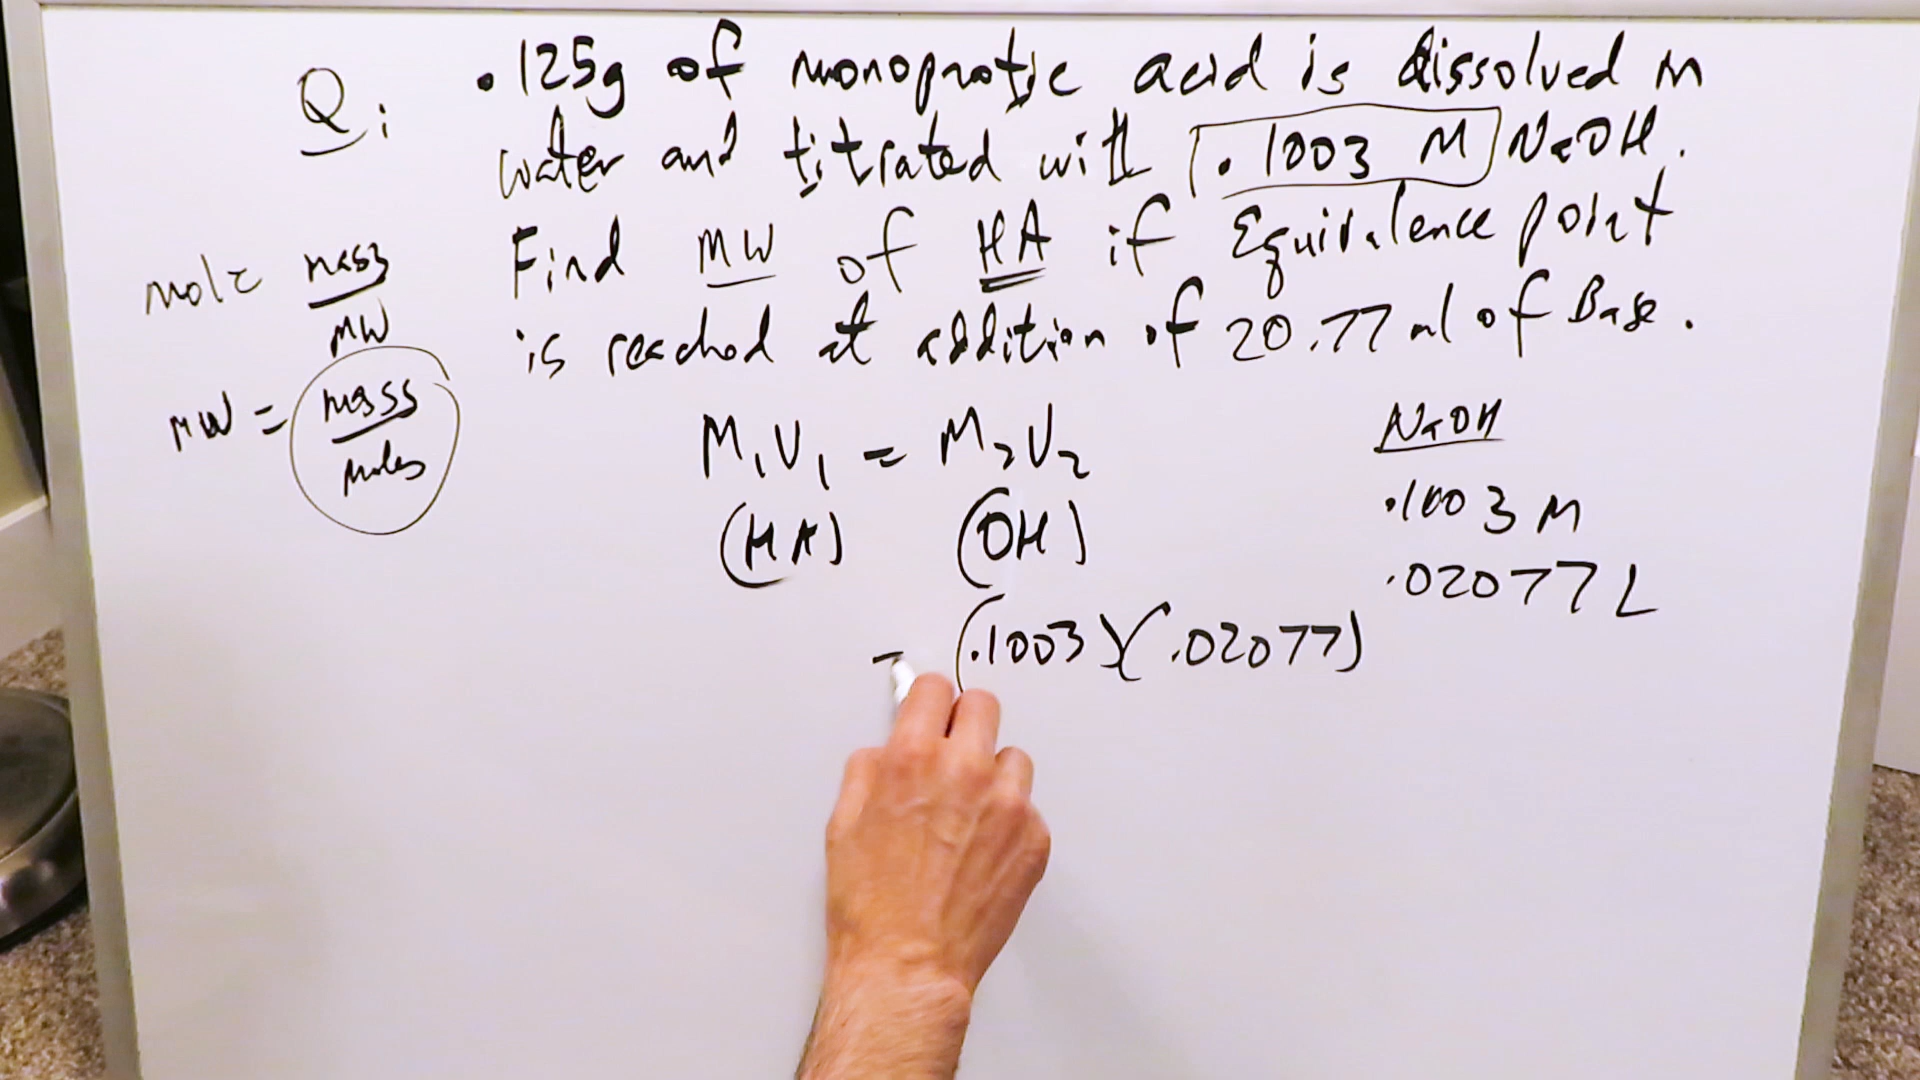 Q: .125g of monoprotic acid is dissolved in
water and titrated with .1003 M NaOH.
Find MW of HA if Equivalence point
is reached at addition of 20.77 ml of Base.
mol = mass
MW
MW = mass
moles
M₁V₁ = M₂V₂
(HA) (OH)
= (.1003)(.02077)
NaOH
.1003 M
.02077 L